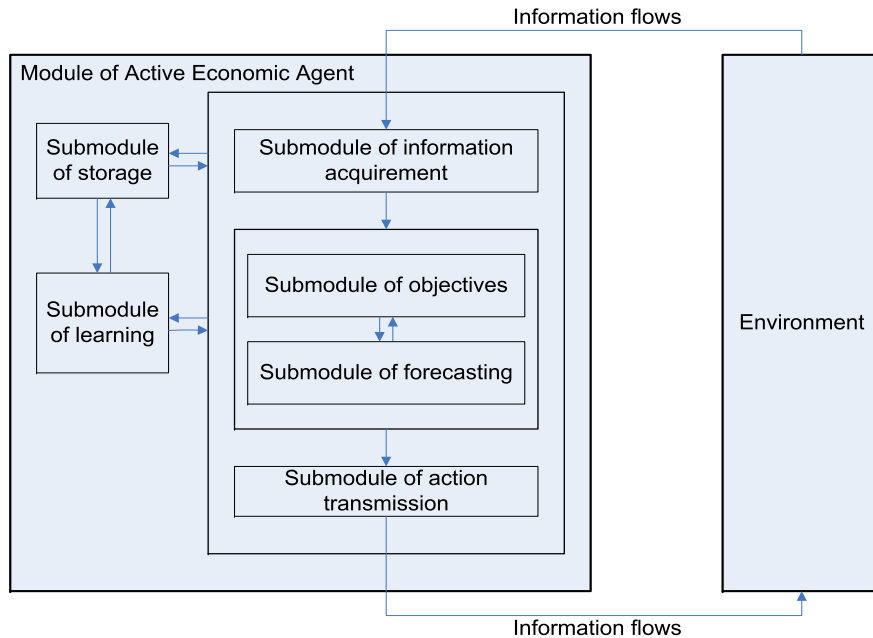 Information flows
Module of Active Economic Agent
Submodule
of storage
Submodule of information
acquirement
Submodule of objectives
Submodule
of learning
Submodule of forecasting
Environment
Submodule of action
transmission
Information flows